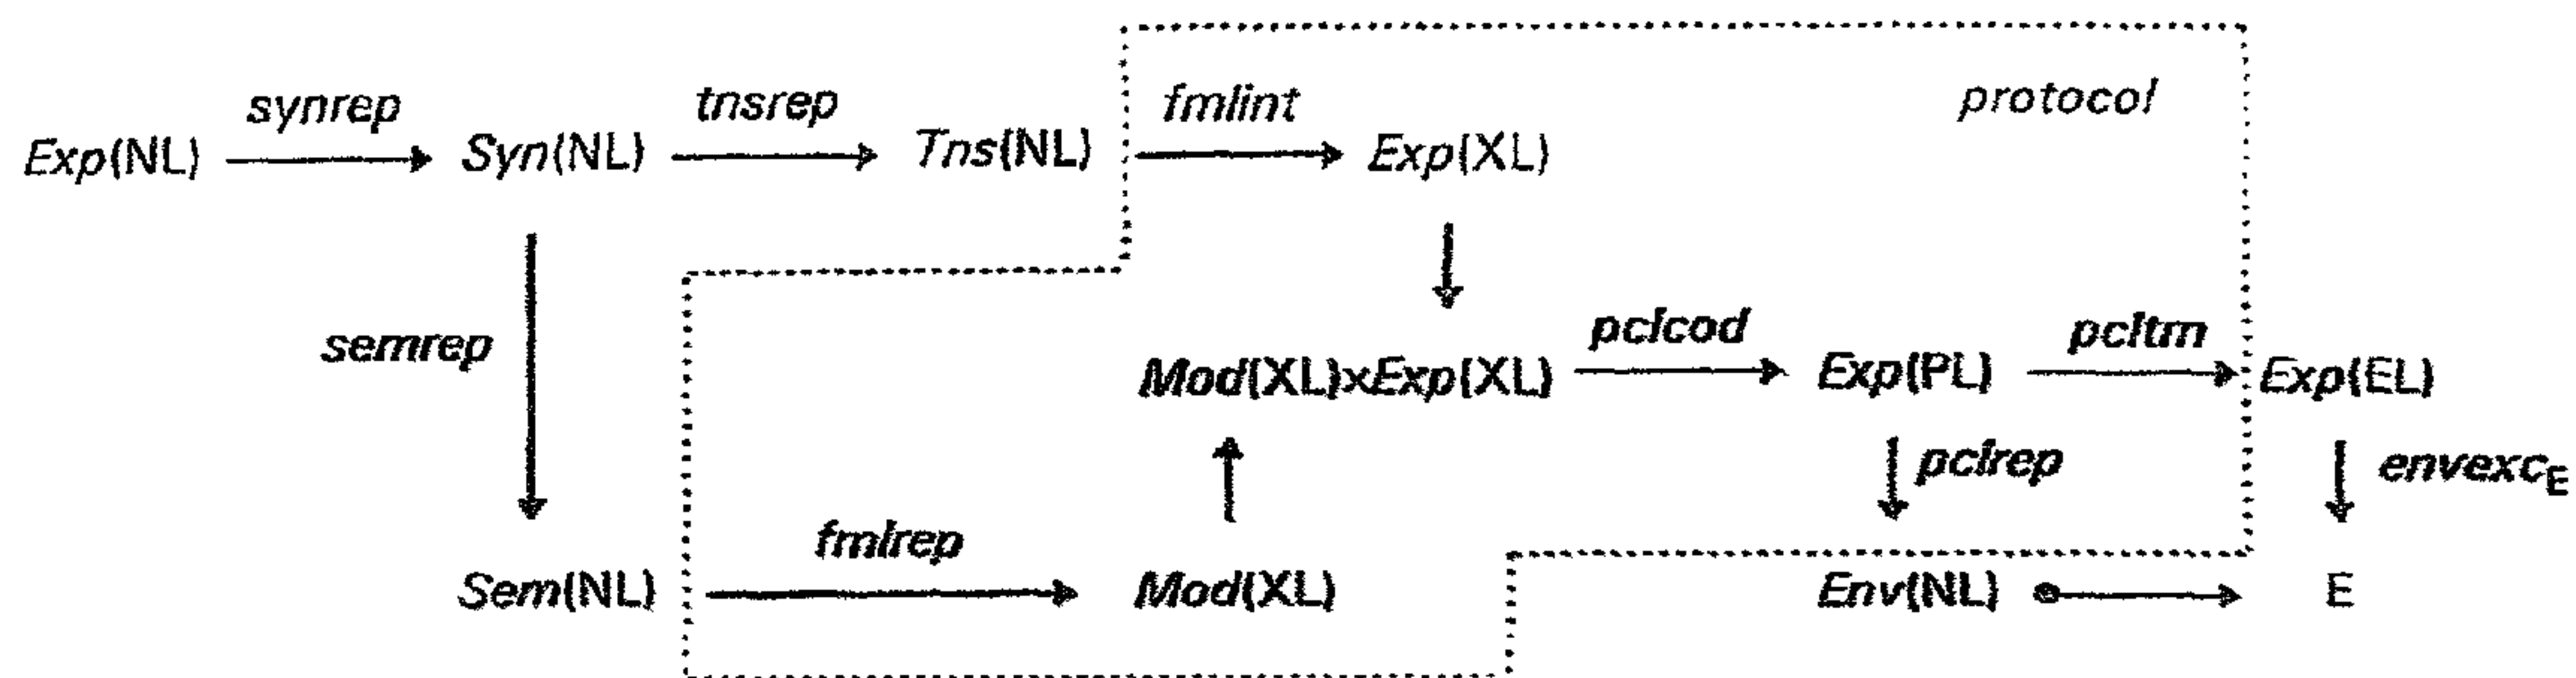 synrep tnsrep fmlint protocol
Exp(NL) Syn(NL) Tns(NL) Exp(XL)
semrep pclcod pcltrn
Mod(XL)×Exp(XL) Exp(PL) Exp(EL)
pclrep envexcE
fmlrep
Sem(NL) Mod(XL) Env(NL) E